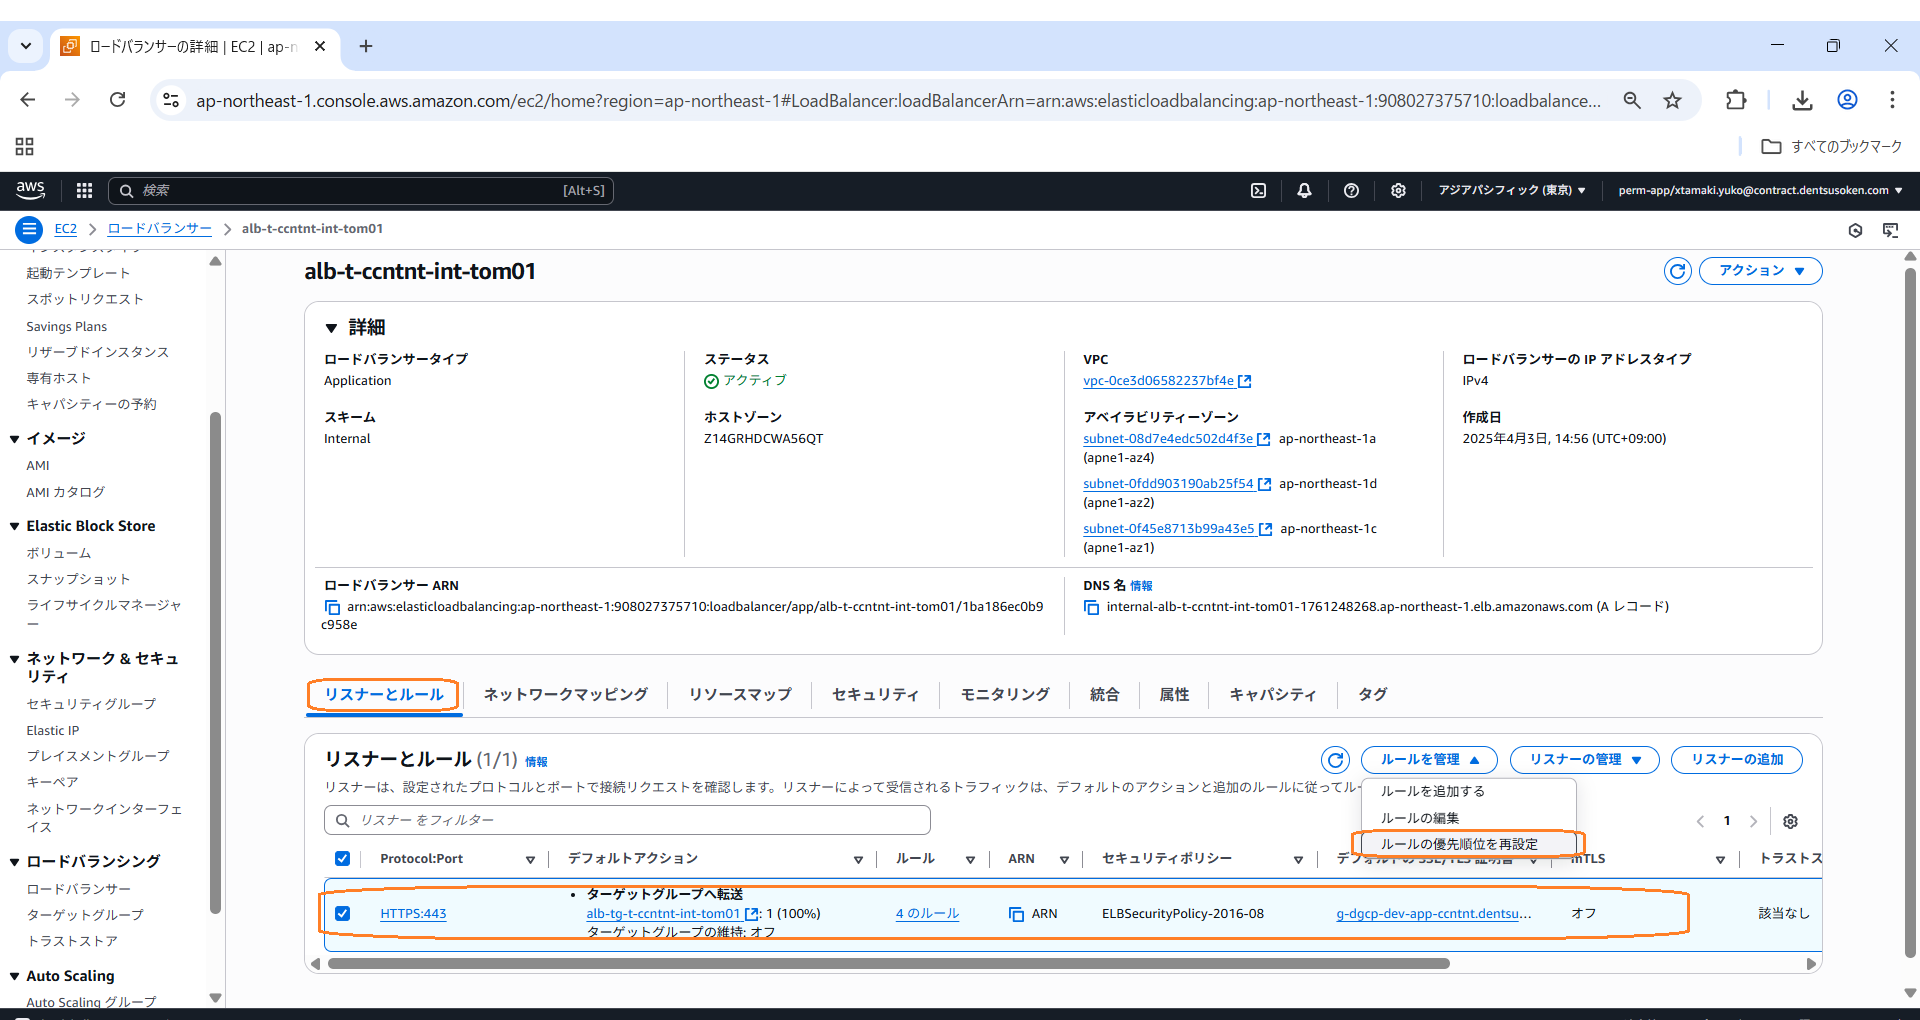 ロードバランサーの詳細 | EC2 | ap-n
ap-northeast-1.console.aws.amazon.com/ec2/home?region=ap-northeast-1#LoadBalancer:loadBalancerArn=arn:aws:elasticloadbalancing:ap-northeast-1:908027375710:loadbalance...
すべてのブックマーク
aws
検索
[Alt+S]
アジアパシフィック (東京)
perm-app/xtamaki.yuko@contract.dentsusoken.com
EC2
ロードバランサー
alb-t-ccntnt-int-tom01
起動テンプレート
スポットリクエスト
Savings Plans
リザーブドインスタンス
専有ホスト
キャパシティーの予約
イメージ
AMI
AMI カタログ
Elastic Block Store
ボリューム
スナップショット
ライフサイクルマネージャ
ー
ネットワーク & セキュ
リティ
セキュリティグループ
Elastic IP
プレイスメントグループ
キーペア
ネットワークインターフェ
イス
ロードバランシング
ロードバランサー
ターゲットグループ
トラストストア
Auto Scaling
Auto Scaling グループ
alb-t-ccntnt-int-tom01
アクション
詳細
ロードバランサータイプ
Application
ステータス
アクティブ
VPC
vpc-0ce3d06582237bf4e
ロードバランサーの IP アドレスタイプ
IPv4
スキーム
Internal
ホストゾーン
Z14GRHDCWA56QT
アベイラビリティーゾーン
subnet-08d7e4edc502d4f3e ap-northeast-1a
(apne1-az4)
subnet-0fdd903190ab25f54 ap-northeast-1d
(apne1-az2)
subnet-0f45e8713b99a43e5 ap-northeast-1c
(apne1-az1)
作成日
2025年4月3日, 14:56 (UTC+09:00)
ロードバランサー ARN
arn:aws:elasticloadbalancing:ap-northeast-1:908027375710:loadbalancer/app/alb-t-ccntnt-int-tom01/1ba186ec0b9
c958e
DNS 名 情報
internal-alb-t-ccntnt-int-tom01-1761248268.ap-northeast-1.elb.amazonaws.com (A レコード)
リスナーとルール
ネットワークマッピング
リソースマップ
セキュリティ
モニタリング
統合
属性
キャパシティ
タグ
リスナーとルール (1/1) 情報
ルールを管理
リスナーの管理
リスナーの追加
リスナーは、設定されたプロトコルとポートで接続リクエストを確認します。リスナーによって受信されるトラフィックは、デフォルトのアクションと追加のルールに従ってルー
ルールを追加する
ルールの編集
ルールの優先順位を再設定
リスナー をフィルター
1
Protocol:Port
デフォルトアクション
ルール
ARN
セキュリティポリシー
デフォルトの SSL/TLS 証明書
mTLS
トラストス
HTTPS:443
• ターゲットグループへ転送
alb-tg-t-ccntnt-int-tom01 : 1 (100%)
ターゲットグループの維持: オフ
4 のルール
ARN
ELBSecurityPolicy-2016-08
g-dgcp-dev-app-ccntnt.dentsu...
オフ
該当なし